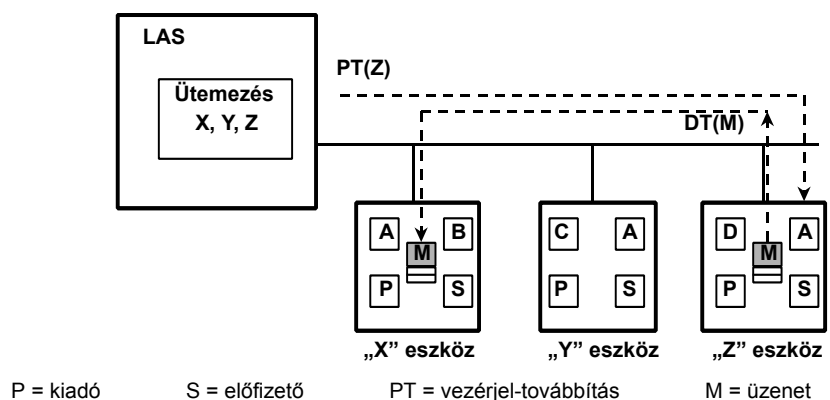 LAS
PT(Z)
Ütemezés
X, Y, Z
DT(M)
A B C A D A
M M
P S P S P S
„X” eszköz „Y” eszköz „Z” eszköz
P = kiadó S = előfizető PT = vezérjel-továbbítás M = üzenet